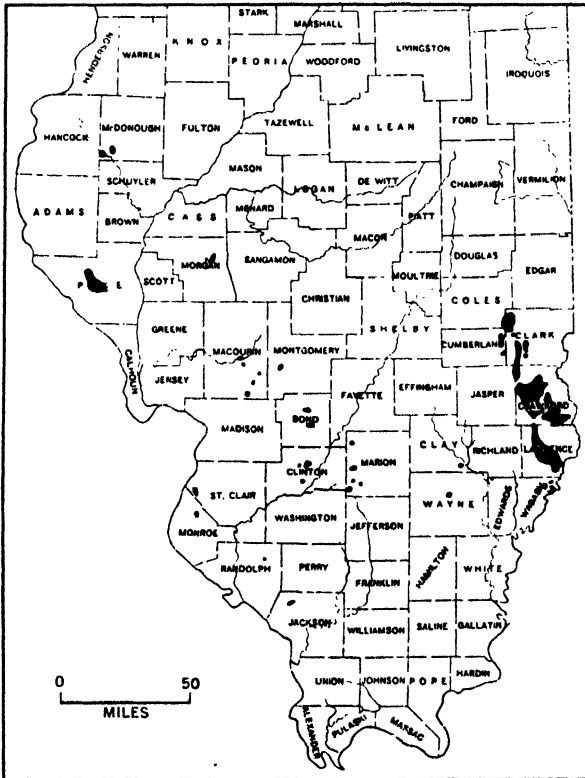 STARK
MARSHALL
KNOX
HENDERSON
WARREN
PEORIA
WOODFORD
LIVINGSTON
IROQUOIS
HANCOCK
McDONOUGH
FULTON
TAZEWELL
McLEAN
FORD
SCHUYLER
MASON
LOGAN
DE WITT
CHAMPAIGN
VERMILION
ADAMS
BROWN
CASS
MENARD
MACON
PIATT
DOUGLAS
EDGAR
MORGAN
SANGAMON
MOULTRIE
SCOTT
CHRISTIAN
COLES
GREENE
SHELBY
CUMBERLAND
CLARK
MACOUPIN
MONTGOMERY
CALHOUN
JERSEY
FAYETTE
EFFINGHAM
JASPER
MADISON
BOND
CLAY
RICHLAND
CLINTON
MARION
ST. CLAIR
WAYNE
EDWARDS
WABASH
MONROE
WASHINGTON
JEFFERSON
RANDOLPH
PERRY
FRANKLIN
HAMILTON
WHITE
JACKSON
WILLIAMSON
SALINE
GALLATIN
UNION
JOHNSON
POPE
HARDIN
ALEXANDER
PULASKI
MASSAC
0 50
MILES